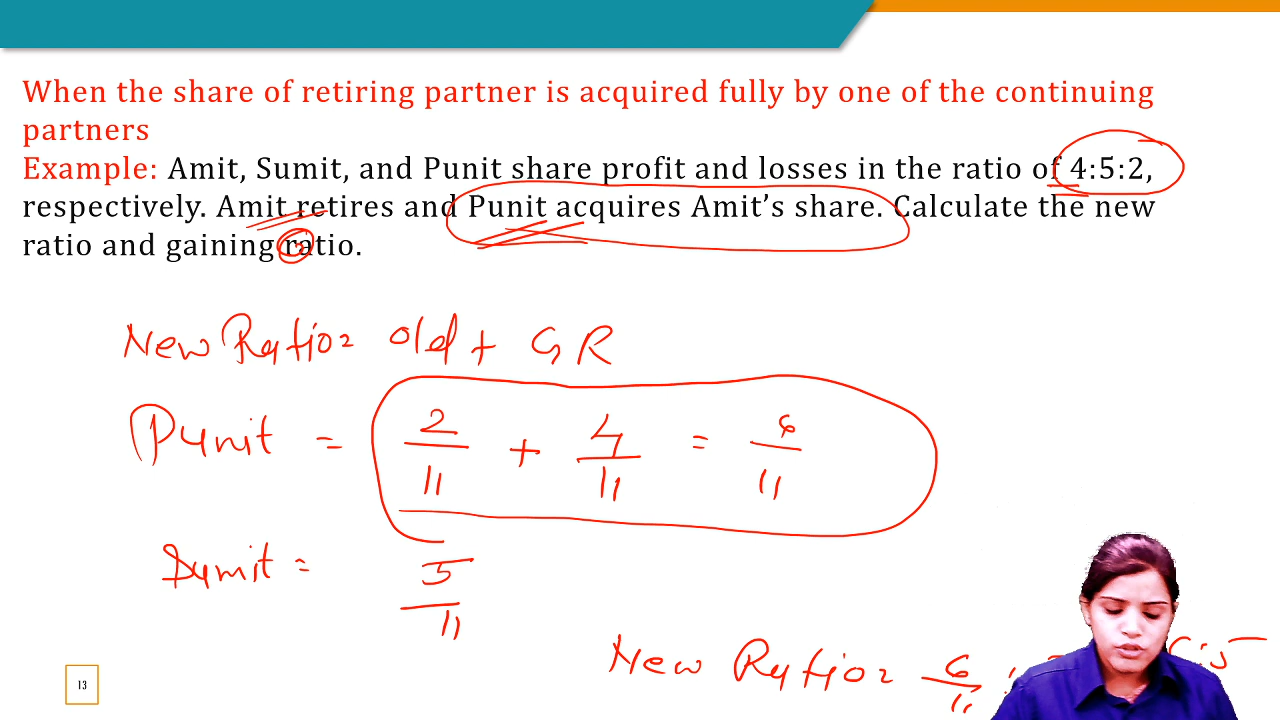 When the share of retiring partner is acquired fully by one of the continuing
partners
Example: Amit, Sumit, and Punit share profit and losses in the ratio of 4:5:2,
respectively. Amit retires and Punit acquires Amit’s share. Calculate the new
ratio and gaining ratio.
New Ratio = Old + GR
Punit = 2/11 + 4/11 = 6/11
Sumit = 5/11
New Ratio = 6/11 :
13